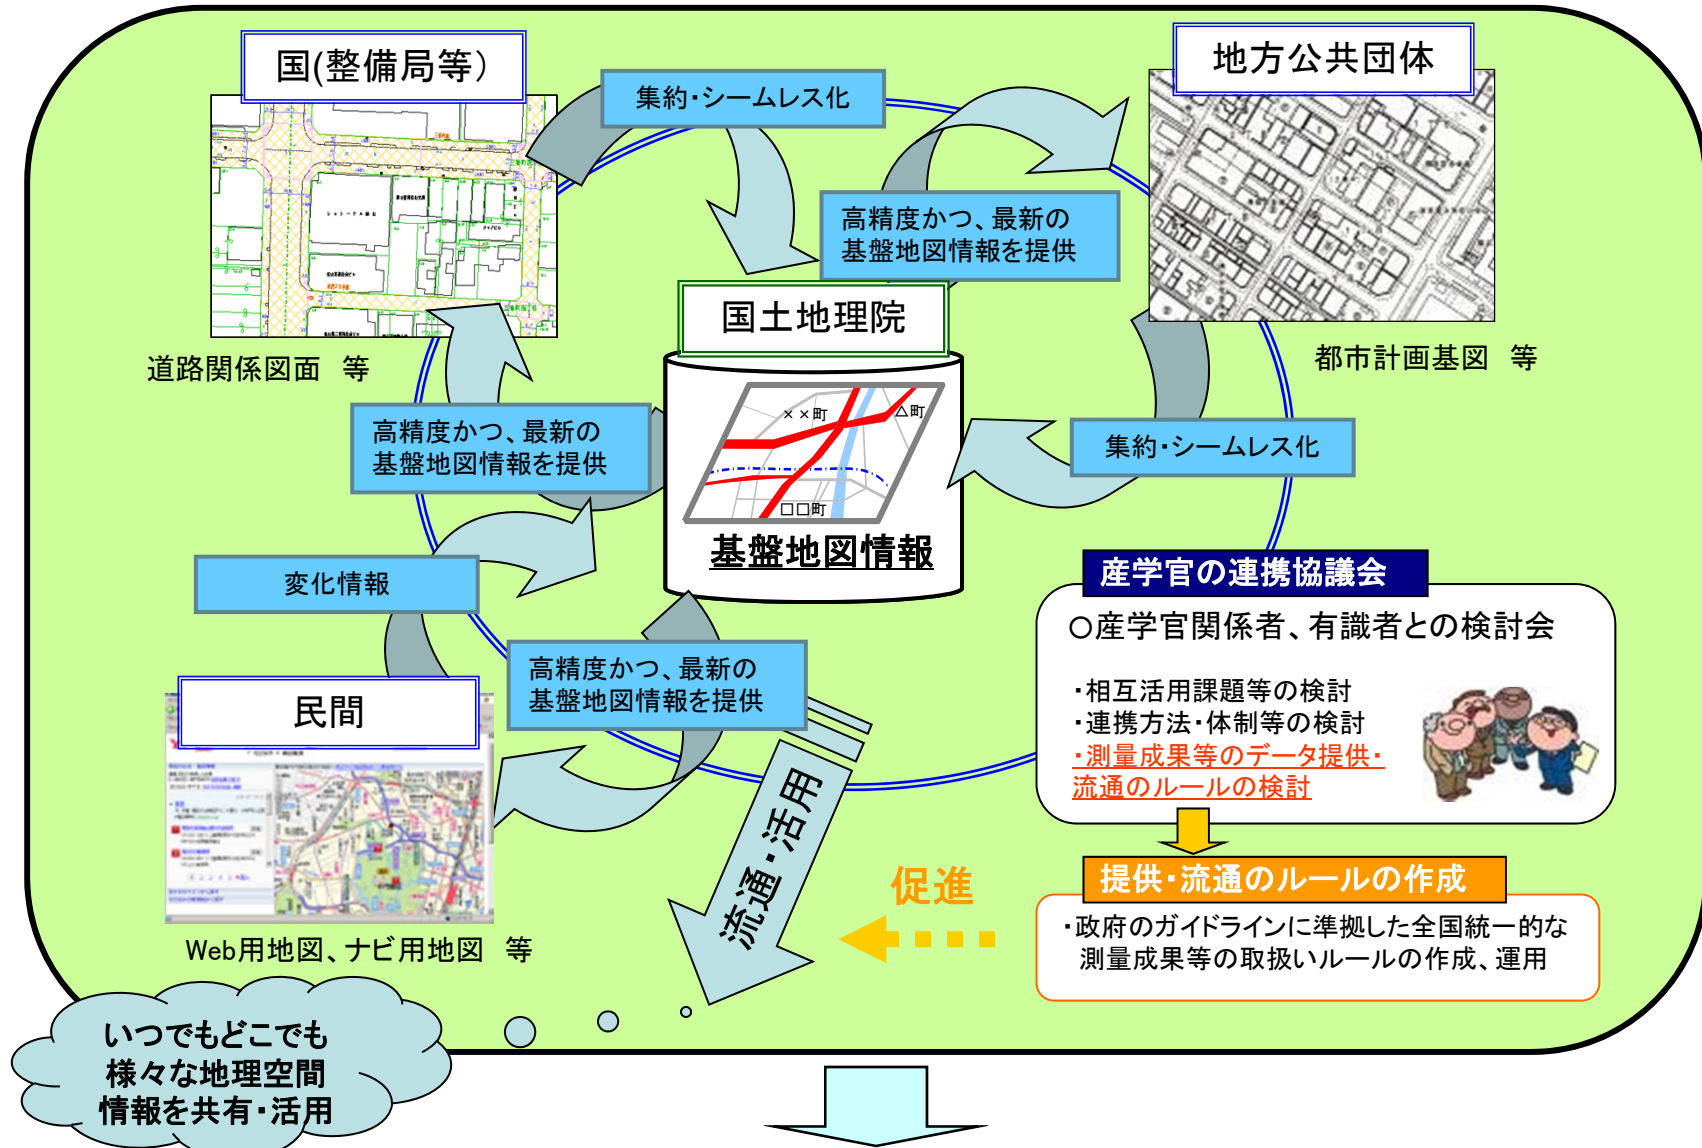 国(整備局等)
地方公共団体
集約・シームレス化
高精度かつ、最新の
基盤地図情報を提供
国土地理院
道路関係図面 等
都市計画基図 等
××町
△町
□□町
基盤地図情報
高精度かつ、最新の
基盤地図情報を提供
集約・シームレス化
変化情報
高精度かつ、最新の
基盤地図情報を提供
民間
Web用地図、ナビ用地図 等
流通・活用
産学官の連携協議会
○産学官関係者、有識者との検討会
・相互活用課題等の検討
・連携方法・体制等の検討
・測量成果等のデータ提供・
流通のルールの検討
提供・流通のルールの作成
・政府のガイドラインに準拠した全国統一的な
測量成果等の取扱いルールの作成、運用
促進
いつでもどこでも
様々な地理空間
情報を共有・活用